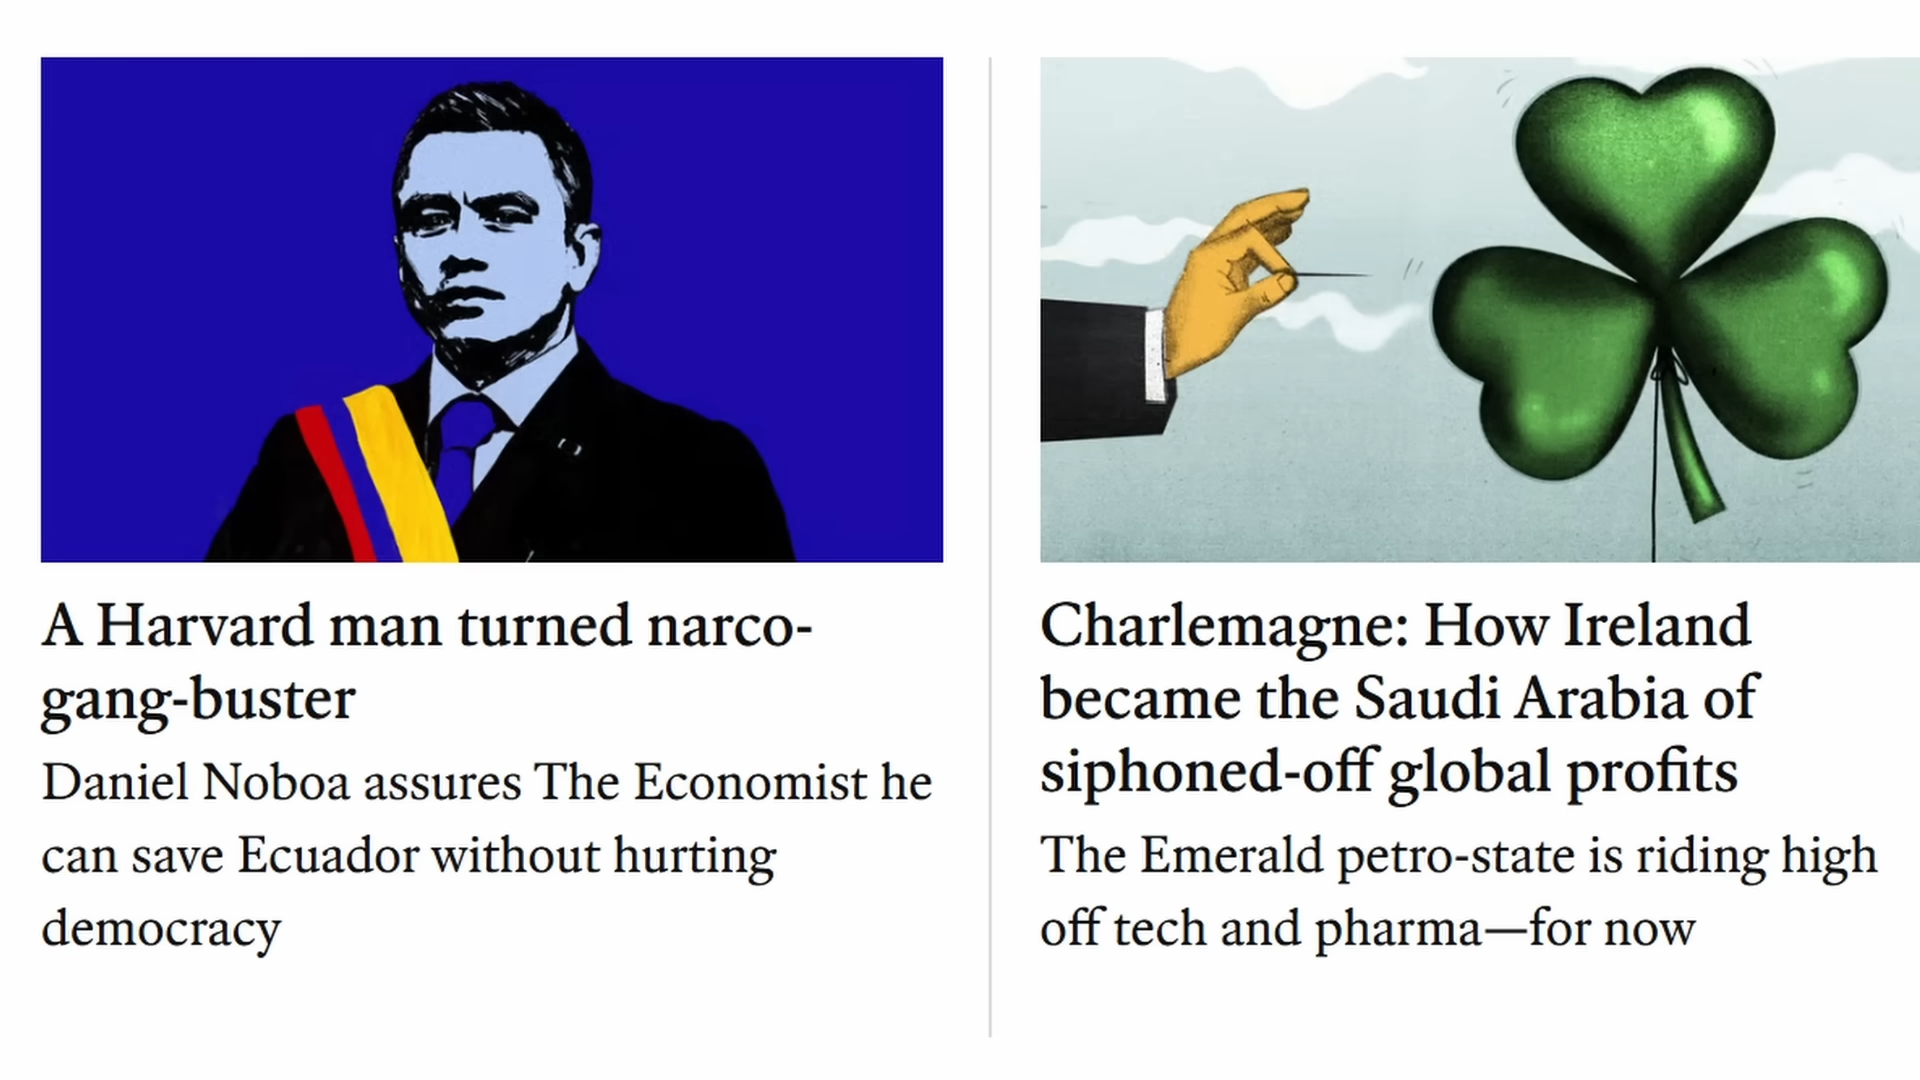 A Harvard man turned narco-
gang-buster
Daniel Noboa assures The Economist he
can save Ecuador without hurting
democracy
Charlemagne: How Ireland
became the Saudi Arabia of
siphoned-off global profits
The Emerald petro-state is riding high
off tech and pharma—for now